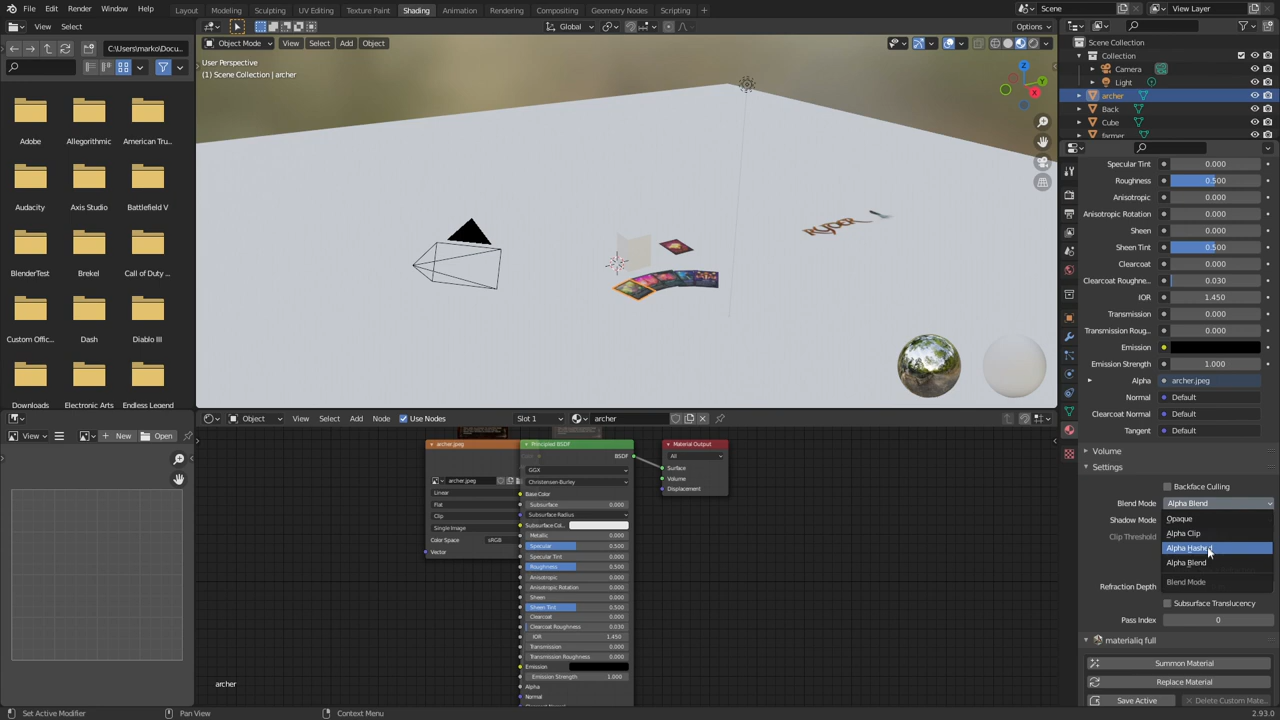 File Edit Render Window Help
Layout Modeling Sculpting UV Editing Texture Paint Shading Animation Rendering Compositing Geometry Nodes Scripting
Scene
View Layer
View Select
Global
Options
C:\Users\marko\Docu...
Object Mode View Select Add Object
User Perspective
(1) Scene Collection | archer
RYDER
Adobe Allegorithmic American Tru...
Audacity Axis Studio Battlefield V
BlenderTest Brekel Call of Duty ...
Custom Offic... Dash Diablo III
Downloads Electronic Arts Endless Legend
X
Y
Z
Scene Collection
Collection
Camera
Light
archer
Back
Cube
farmer
Specular Tint 0.000
Roughness 0.500
Anisotropic 0.000
Anisotropic Rotation 0.000
Sheen 0.000
Sheen Tint 0.500
Clearcoat 0.000
Clearcoat Roughne... 0.030
IOR 1.450
Transmission 0.000
Transmission Roug... 0.000
Emission
Emission Strength 1.000
Alpha archer.jpeg
Normal Default
Clearcoat Normal Default
Tangent Default
Volume
Settings
Backface Culling
Blend Mode Alpha Blend
Shadow Mode
Clip Threshold
Opaque
Alpha Clip
Alpha Hashed
Alpha Blend
Blend Mode
Refraction Depth
Subsurface Translucency
Pass Index 0
materialiq full
Summon Material
Replace Material
Save Active
Delete Custom Mate...
View New Open
Object View Select Add Node Use Nodes Slot 1 archer
archer.jpeg
archer.jpeg
Linear
Flat
Clip
Single Image
Color Space sRGB
Vector
Principled BSDF
BSDF
GGX
Christensen-Burley
Base Color
Subsurface 0.000
Subsurface Radius
Subsurface Col...
Metallic 0.000
Specular 0.500
Specular Tint 0.000
Roughness 0.500
Anisotropic 0.000
Anisotropic Rotation 0.000
Sheen 0.000
Sheen Tint 0.500
Clearcoat 0.000
Clearcoat Roughness 0.030
IOR 1.450
Transmission 0.000
Transmission Roughness 0.000
Emission
Emission Strength 1.000
Alpha
Normal
Material Output
All
Surface
Volume
Displacement
archer
Set Active Modifier
Pan View
Context Menu
2.93.0